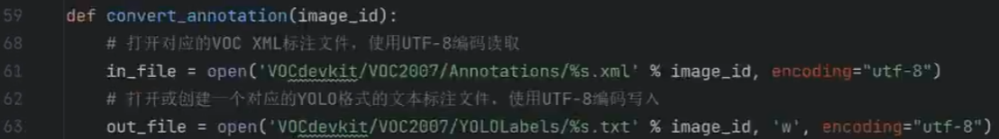 59 def convert_annotation(image_id):
60 # 打开对应的VOC XML标注文件，使用UTF-8编码读取
61 in_file = open('VOCdevkit/VOC2007/Annotations/%s.xml' % image_id, encoding="utf-8")
62 # 打开或创建一个对应的YOLO格式的文本标注文件，使用UTF-8编码写入
63 out_file = open('VOCdevkit/VOC2007/YOLOLabels/%s.txt' % image_id, 'w', encoding="utf-8")